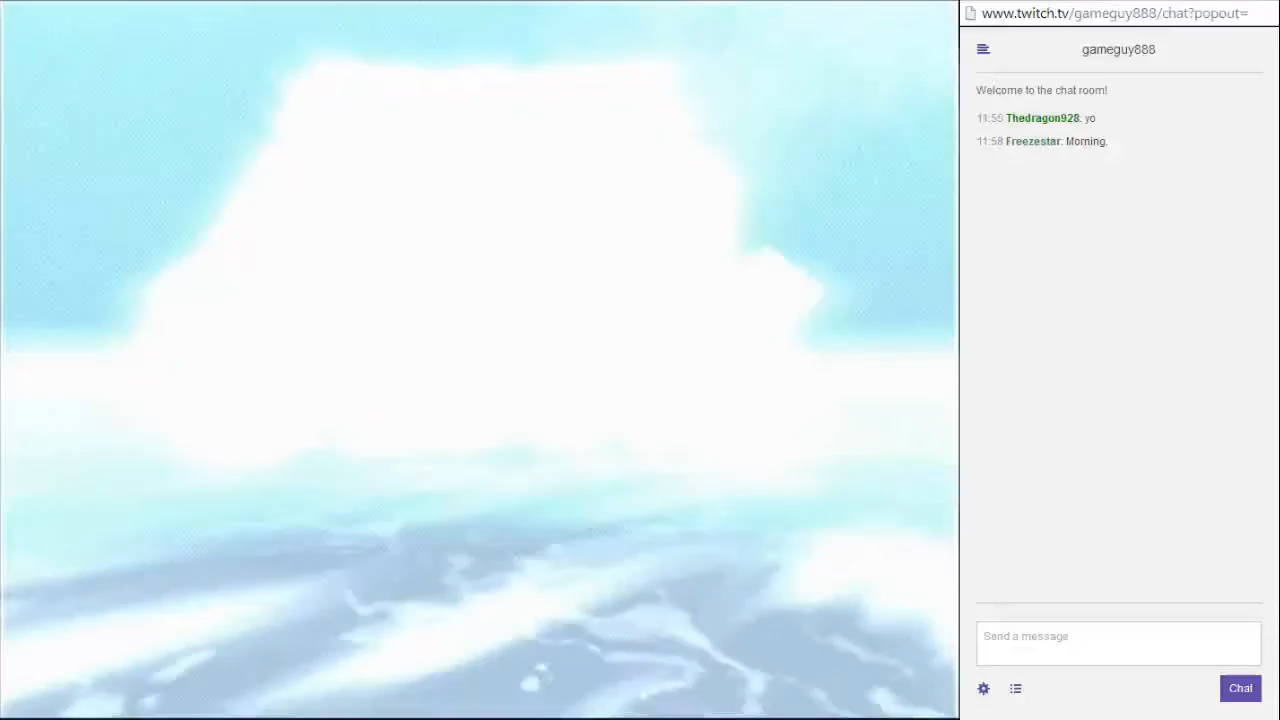 www.twitch.tv/gameguy888/chat?popout=
gameguy888
Welcome to the chat room!
11:55 Thedragon928: yo
11:58 Freezestar: Morning.
Send a message
Chat